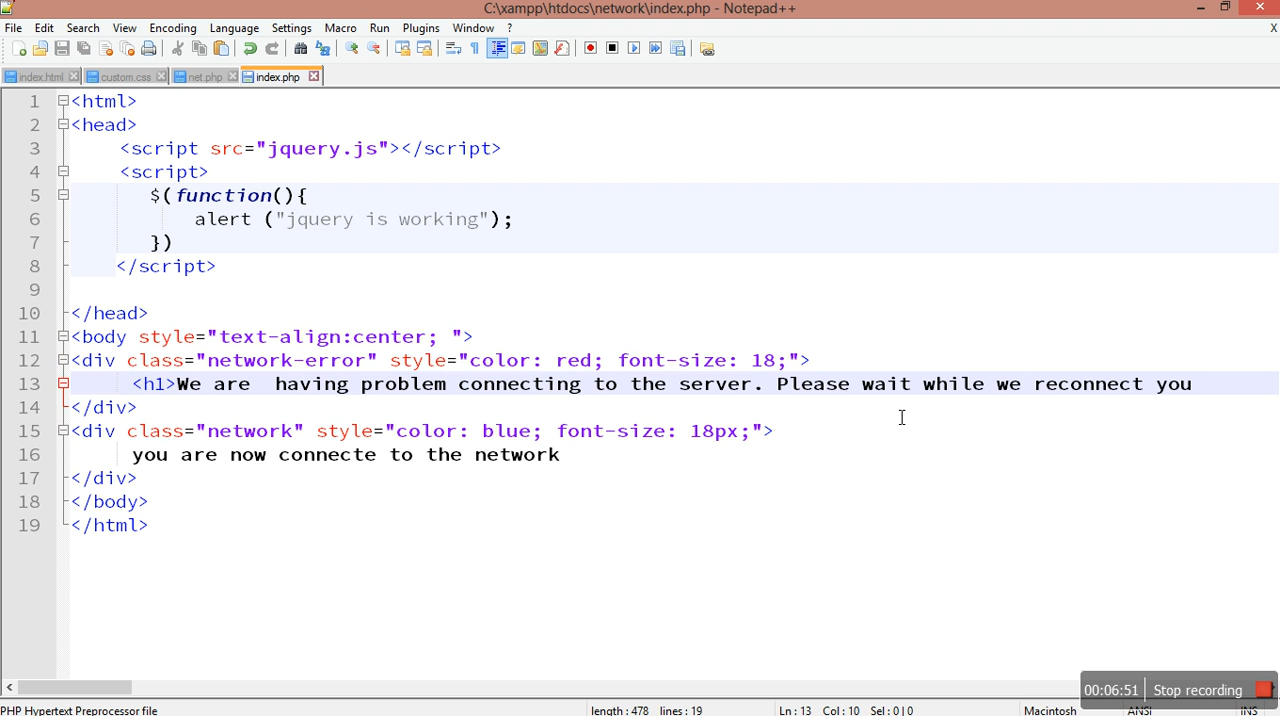 C:\xampp\htdocs\network\index.php - Notepad++
File Edit Search View Encoding Language Settings Macro Run Plugins Window ? X
index.html custom.css net.php index.php
1 <html>
2 <head>
3 <script src="jquery.js"></script>
4 <script>
5 $(function(){
6 alert ("jquery is working");
7 })
8 </script>
9
10 </head>
11 <body style="text-align:center; ">
12 <div class="network-error" style="color: red; font-size: 18;">
13 <h1>We are  having problem connecting to the server. Please wait while we reconnect you
14 </div>
15 <div class="network" style="color: blue; font-size: 18px;">
16 you are now connecte to the network
17 </div>
18 </body>
19 </html>
00:06:51 Stop recording
PHP Hypertext Preprocessor file length : 478 lines : 19 Ln : 13 Col : 10 Sel : 0 | 0 Macintosh ANSI INS